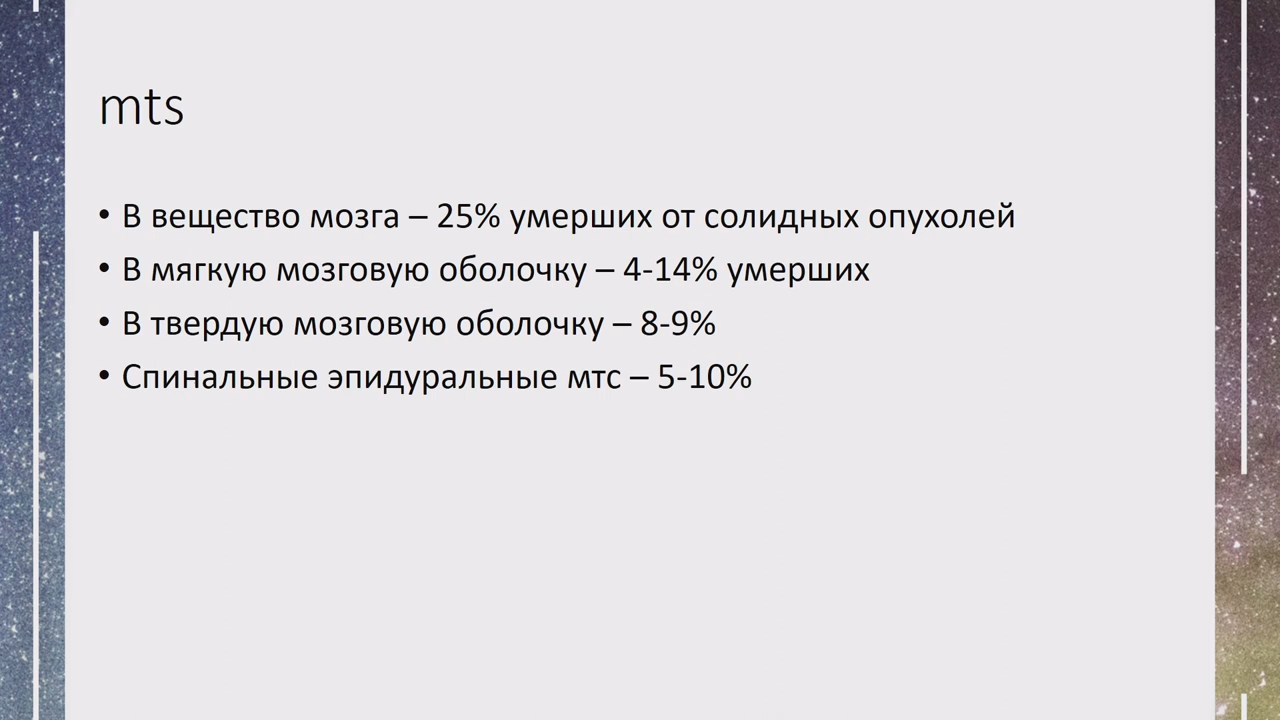 mts
• В вещество мозга – 25% умерших от солидных опухолей
• В мягкую мозговую оболочку – 4-14% умерших
• В твердую мозговую оболочку – 8-9%
• Спинальные эпидуральные мтс – 5-10%